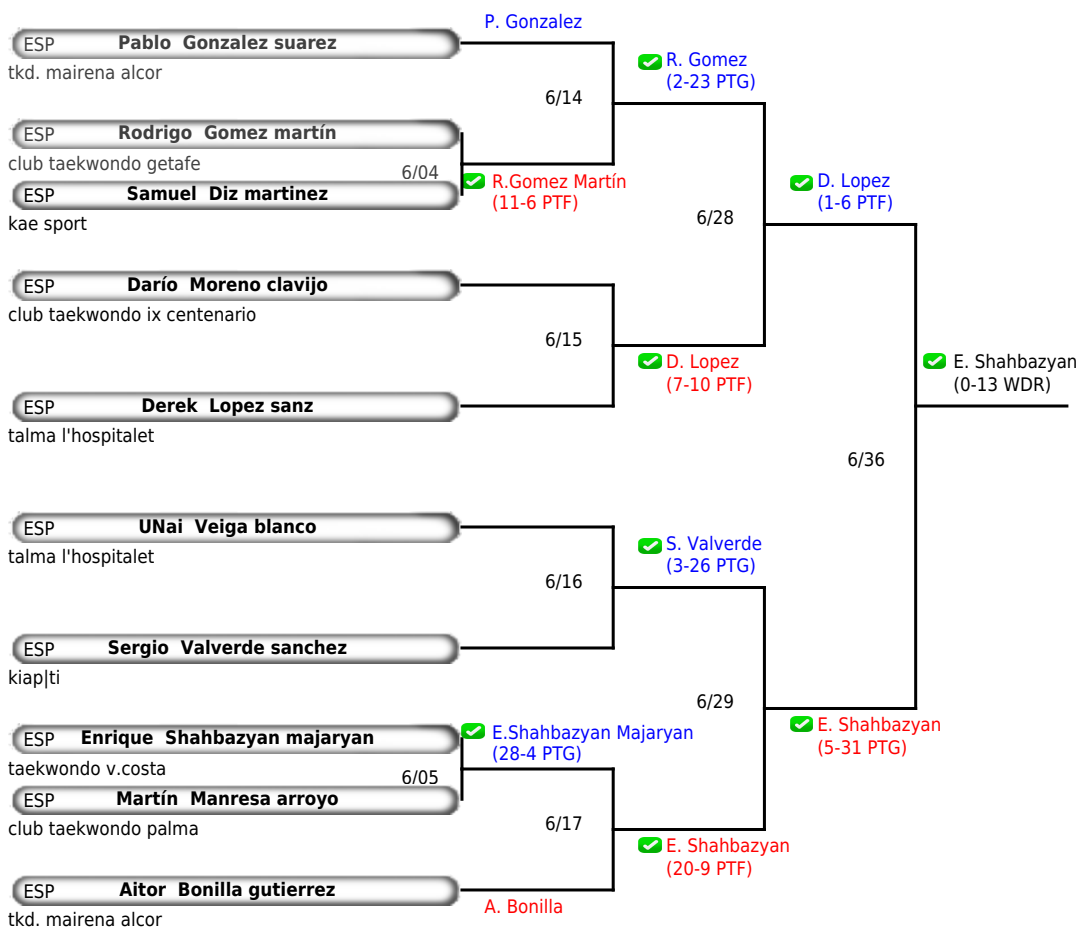 P. Gonzalez
ESP Pablo Gonzalez suarez
tkd. mairena alcor
R. Gomez
(2-23 PTG)
6/14
ESP Rodrigo Gomez martín
club taekwondo getafe
6/04
R.Gomez Martín
(11-6 PTF)
ESP Samuel Diz martinez
kae sport
D. Lopez
(1-6 PTF)
6/28
ESP Darío Moreno clavijo
club taekwondo ix centenario
6/15
D. Lopez
(7-10 PTF)
E. Shahbazyan
(0-13 WDR)
ESP Derek Lopez sanz
talma l'hospitalet
6/36
ESP UNai Veiga blanco
talma l'hospitalet
S. Valverde
(3-26 PTG)
6/16
ESP Sergio Valverde sanchez
kiap|ti
6/29
E. Shahbazyan
(5-31 PTG)
ESP Enrique Shahbazyan majaryan
E.Shahbazyan Majaryan
(28-4 PTG)
taekwondo v.costa
6/05
ESP Martín Manresa arroyo
club taekwondo palma
6/17
E. Shahbazyan
(20-9 PTF)
ESP Aitor Bonilla gutierrez
A. Bonilla
tkd. mairena alcor